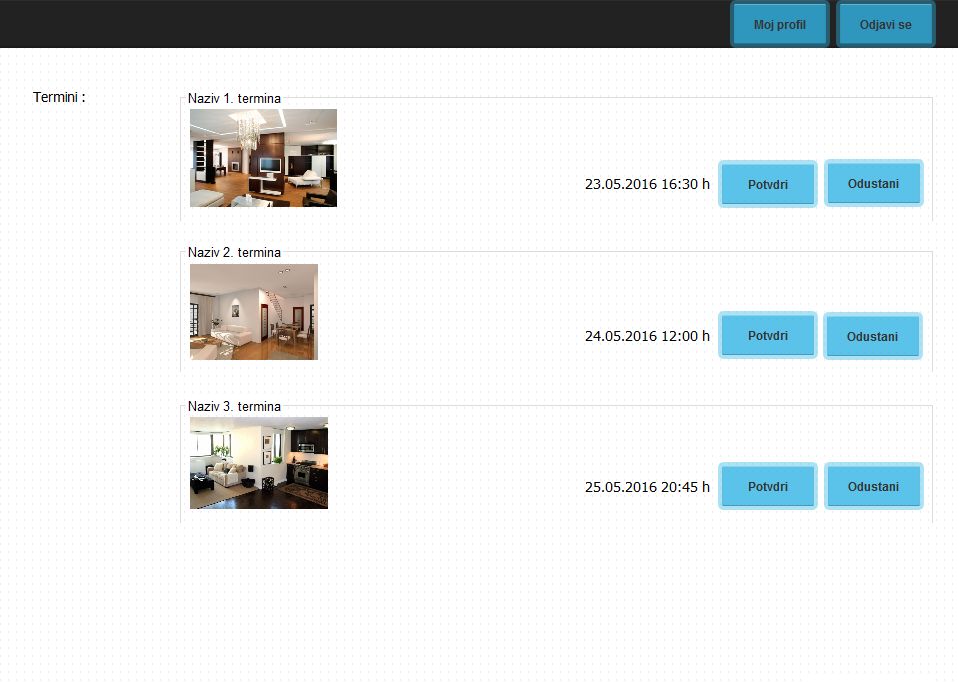 Moj profil
Odjavi se
Termini :
Naziv 1. termina
23.05.2016 16:30 h
Potvdri
Odustani
Naziv 2. termina
24.05.2016 12:00 h
Potvdri
Odustani
Naziv 3. termina
25.05.2016 20:45 h
Potvdri
Odustani